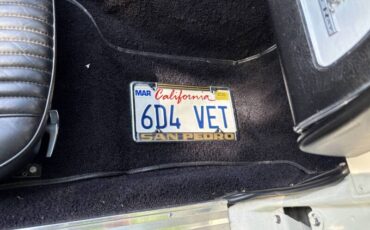 MAR
California
6D4 VET
SAN PEDRO